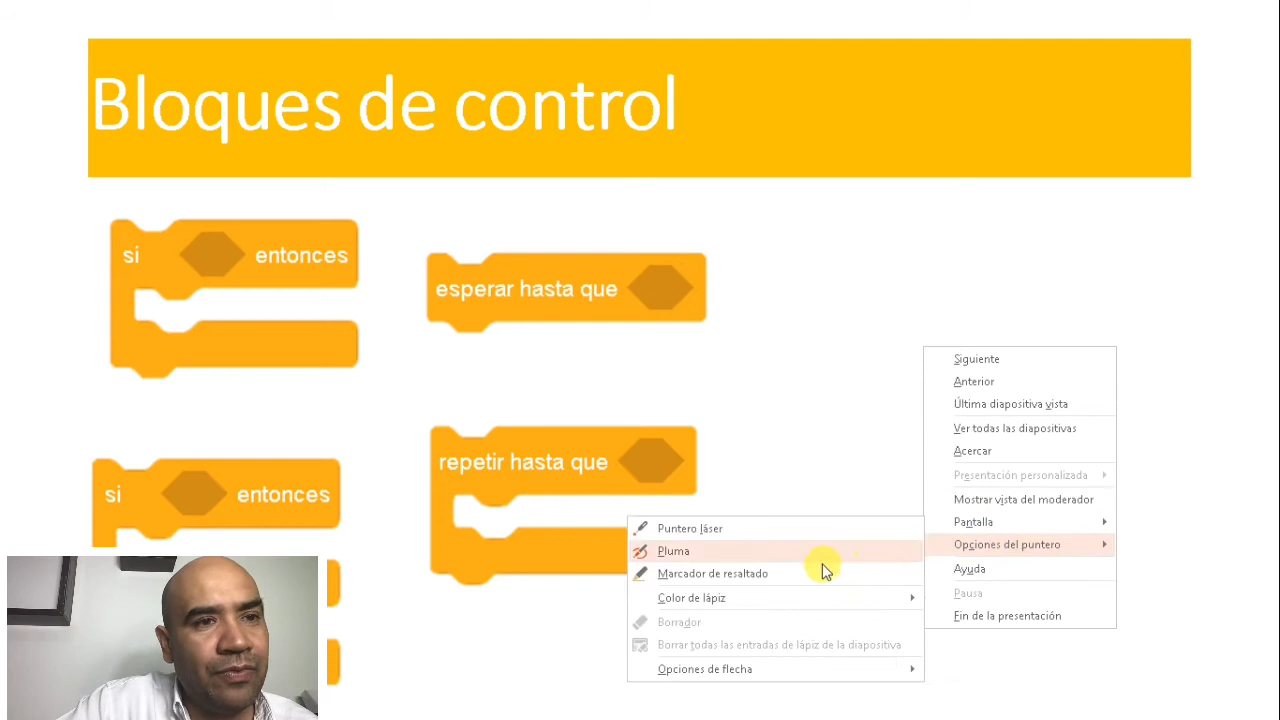 Bloques de control
si entonces
esperar hasta que
si entonces
repetir hasta que
Puntero láser
Pluma
Marcador de resaltado
Color de lápiz
Borrador
Borrar todas las entradas de lápiz de la diapositiva
Opciones de flecha
Siguiente
Anterior
Última diapositiva vista
Ver todas las diapositivas
Acercar
Presentación personalizada
Mostrar vista del moderador
Pantalla
Opciones del puntero
Ayuda
Pausa
Fin de la presentación